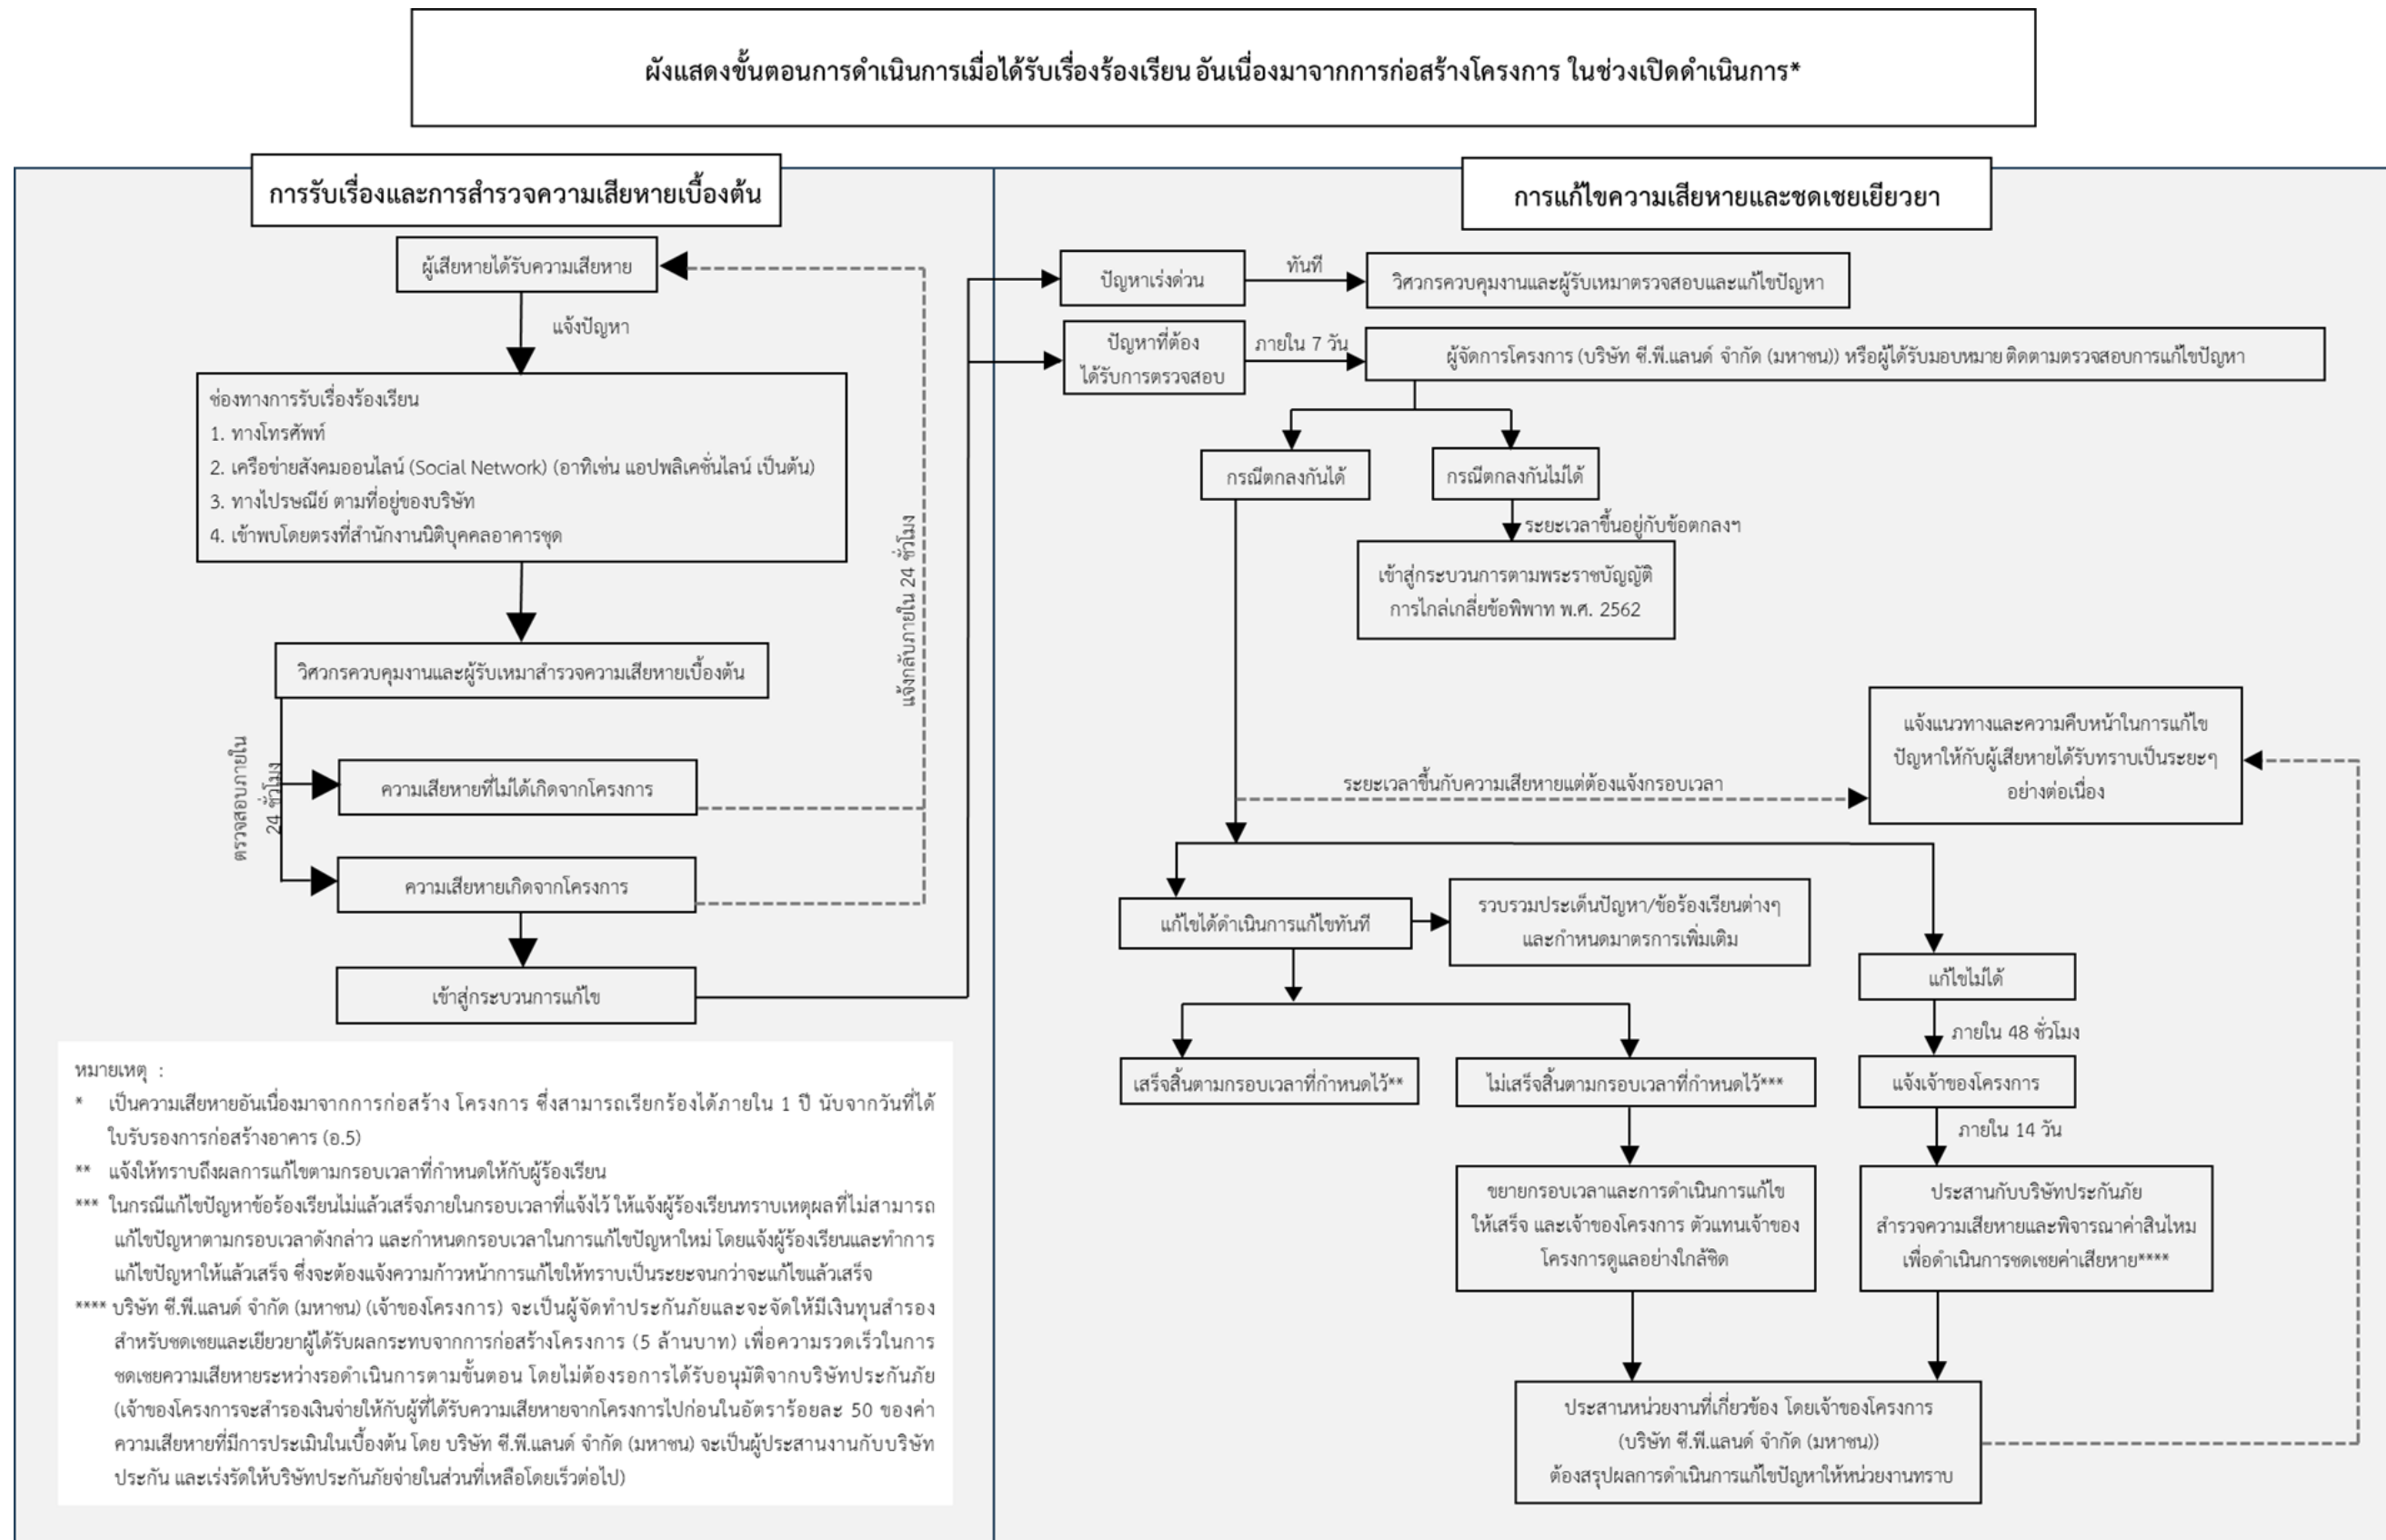 ผังแสดงขั้นตอนการดำเนินการเมื่อได้รับเรื่องร้องเรียน อันเนื่องมาจากการก่อสร้างโครงการ ในช่วงเปิดดำเนินการ*
การรับเรื่องและการสำรวจความเสียหายเบื้องต้น
ผู้เสียหายได้รับความเสียหาย
แจ้งปัญหา
ช่องทางการรับเรื่องร้องเรียน
1. ทางโทรศัพท์
2. เครือข่ายสังคมออนไลน์ (Social Network) (อาทิเช่น แอปพลิเคชั่นไลน์ เป็นต้น)
3. ทางไปรษณีย์ ตามที่อยู่ของบริษัท
4. เข้าพบโดยตรงที่สำนักงานนิติบุคคลอาคารชุด
แจ้งกลับภายใน 24 ชั่วโมง
วิศวกรควบคุมงานและผู้รับเหมาสำรวจความเสียหายเบื้องต้น
ตรวจสอบภายใน
24 ชั่วโมง
ความเสียหายที่ไม่ได้เกิดจากโครงการ
ความเสียหายเกิดจากโครงการ
เข้าสู่กระบวนการแก้ไข
หมายเหตุ :
* เป็นความเสียหายอันเนื่องมาจากการก่อสร้าง โครงการ ซึ่งสามารถเรียกร้องได้ภายใน 1 ปี นับจากวันที่ได้
ใบรับรองการก่อสร้างอาคาร (อ.5)
** แจ้งให้ทราบถึงผลการแก้ไขตามกรอบเวลาที่กำหนดให้กับผู้ร้องเรียน
*** ในกรณีแก้ไขปัญหาข้อร้องเรียนไม่แล้วเสร็จภายในกรอบเวลาที่แจ้งไว้ ให้แจ้งผู้ร้องเรียนทราบเหตุผลที่ไม่สามารถ
แก้ไขปัญหาตามกรอบเวลาดังกล่าว และกำหนดกรอบเวลาในการแก้ไขปัญหาใหม่ โดยแจ้งผู้ร้องเรียนและทำการ
แก้ไขปัญหาให้แล้วเสร็จ ซึ่งจะต้องแจ้งความก้าวหน้าการแก้ไขให้ทราบเป็นระยะจนกว่าจะแก้ไขแล้วเสร็จ
**** บริษัท ซี.พี.แลนด์ จำกัด (มหาชน) (เจ้าของโครงการ) จะเป็นผู้จัดทำประกันภัยและจะจัดให้มีเงินทุนสำรอง
สำหรับชดเชยและเยียวยาผู้ได้รับผลกระทบจากการก่อสร้างโครงการ (5 ล้านบาท) เพื่อความรวดเร็วในการ
ชดเชยความเสียหายระหว่างรอดำเนินการตามขั้นตอน โดยไม่ต้องรอการได้รับอนุมัติจากบริษัทประกันภัย
(เจ้าของโครงการจะสำรองเงินจ่ายให้กับผู้ที่ได้รับความเสียหายจากโครงการไปก่อนในอัตราร้อยละ 50 ของค่า
ความเสียหายที่มีการประเมินในเบื้องต้น โดย บริษัท ซี.พี.แลนด์ จำกัด (มหาชน) จะเป็นผู้ประสานงานกับบริษัท
ประกัน และเร่งรัดให้บริษัทประกันภัยจ่ายในส่วนที่เหลือโดยเร็วต่อไป)
การแก้ไขความเสียหายและชดเชยเยียวยา
ปัญหาเร่งด่วน
ทันที
วิศวกรควบคุมงานและผู้รับเหมาตรวจสอบและแก้ไขปัญหา
ปัญหาที่ต้อง
ได้รับการตรวจสอบ
ภายใน 7 วัน
ผู้จัดการโครงการ (บริษัท ซี.พี.แลนด์ จำกัด (มหาชน)) หรือผู้ได้รับมอบหมาย ติดตามตรวจสอบการแก้ไขปัญหา
กรณีตกลงกันได้
กรณีตกลงกันไม่ได้
ระยะเวลาขึ้นอยู่กับข้อตกลงฯ
เข้าสู่กระบวนการตามพระราชบัญญัติ
การไกล่เกลี่ยข้อพิพาท พ.ศ. 2562
ระยะเวลาขึ้นกับความเสียหายแต่ต้องแจ้งกรอบเวลา
แจ้งแนวทางและความคืบหน้าในการแก้ไข
ปัญหาให้กับผู้เสียหายได้รับทราบเป็นระยะๆ
อย่างต่อเนื่อง
แก้ไขได้ดำเนินการแก้ไขทันที
รวบรวมประเด็นปัญหา/ข้อร้องเรียนต่างๆ
และกำหนดมาตรการเพิ่มเติม
แก้ไขไม่ได้
ภายใน 48 ชั่วโมง
เสร็จสิ้นตามกรอบเวลาที่กำหนดไว้**
ไม่เสร็จสิ้นตามกรอบเวลาที่กำหนดไว้***
แจ้งเจ้าของโครงการ
ภายใน 14 วัน
ขยายกรอบเวลาและการดำเนินการแก้ไข
ให้เสร็จ และเจ้าของโครงการ ตัวแทนเจ้าของ
โครงการดูแลอย่างใกล้ชิด
ประสานกับบริษัทประกันภัย
สำรวจความเสียหายและพิจารณาค่าสินไหม
เพื่อดำเนินการชดเชยค่าเสียหาย****
ประสานหน่วยงานที่เกี่ยวข้อง โดยเจ้าของโครงการ
(บริษัท ซี.พี.แลนด์ จำกัด (มหาชน))
ต้องสรุปผลการดำเนินการแก้ไขปัญหาให้หน่วยงานทราบ